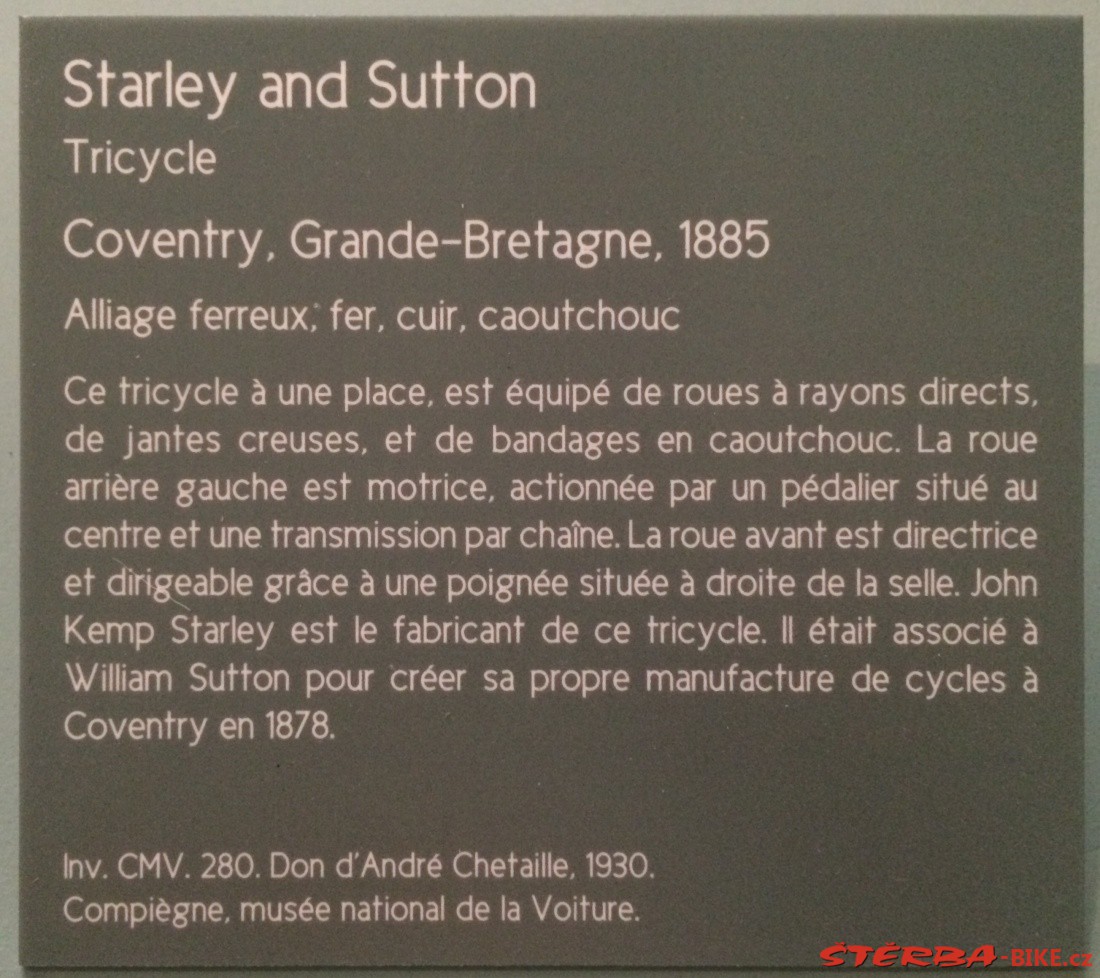 Starley and Sutton
Tricycle
Coventry, Grande-Bretagne, 1885
Alliage ferreux, fer, cuir, caoutchouc
Ce tricycle à une place, est équipé de roues à rayons directs,
de jantes creuses, et de bandages en caoutchouc. La roue
arrière gauche est motrice, actionnée par un pédalier situé au
centre et une transmission par chaîne. La roue avant est directrice
et dirigeable grâce à une poignée située à droite de la selle. John
Kemp Starley est le fabricant de ce tricycle. Il était associé à
William Sutton pour créer sa propre manufacture de cycles à
Coventry en 1878.
Inv. CMV. 280. Don d'André Chetaille, 1930.
Compiègne, musée national de la Voiture.
ŠTĚRBA-BIKE.cz